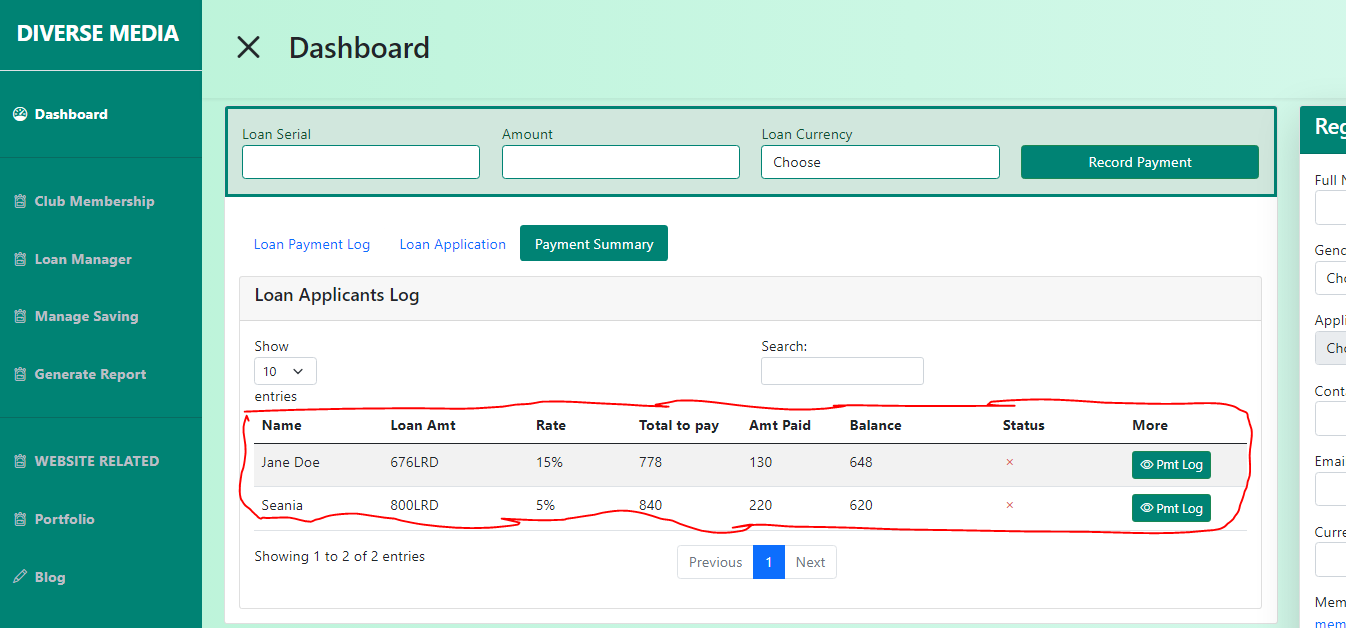 DIVERSE MEDIA
Dashboard
Club Membership
Loan Manager
Manage Saving
Generate Report
WEBSITE RELATED
Portfolio
Blog
Dashboard
Loan Serial Amount Loan Currency
Choose Record Payment
Loan Payment Log Loan Application Payment Summary
Loan Applicants Log
Show Search:
10
entries
Name Loan Amt Rate Total to pay Amt Paid Balance Status More
Jane Doe 676LRD 15% 778 130 648 × Pmt Log
Seania 800LRD 5% 840 220 620 × Pmt Log
Showing 1 to 2 of 2 entries Previous 1 Next
Reg
Full N
Gend
Cho
Appli
Cho
Cont
Emai
Curre
Mem
mem